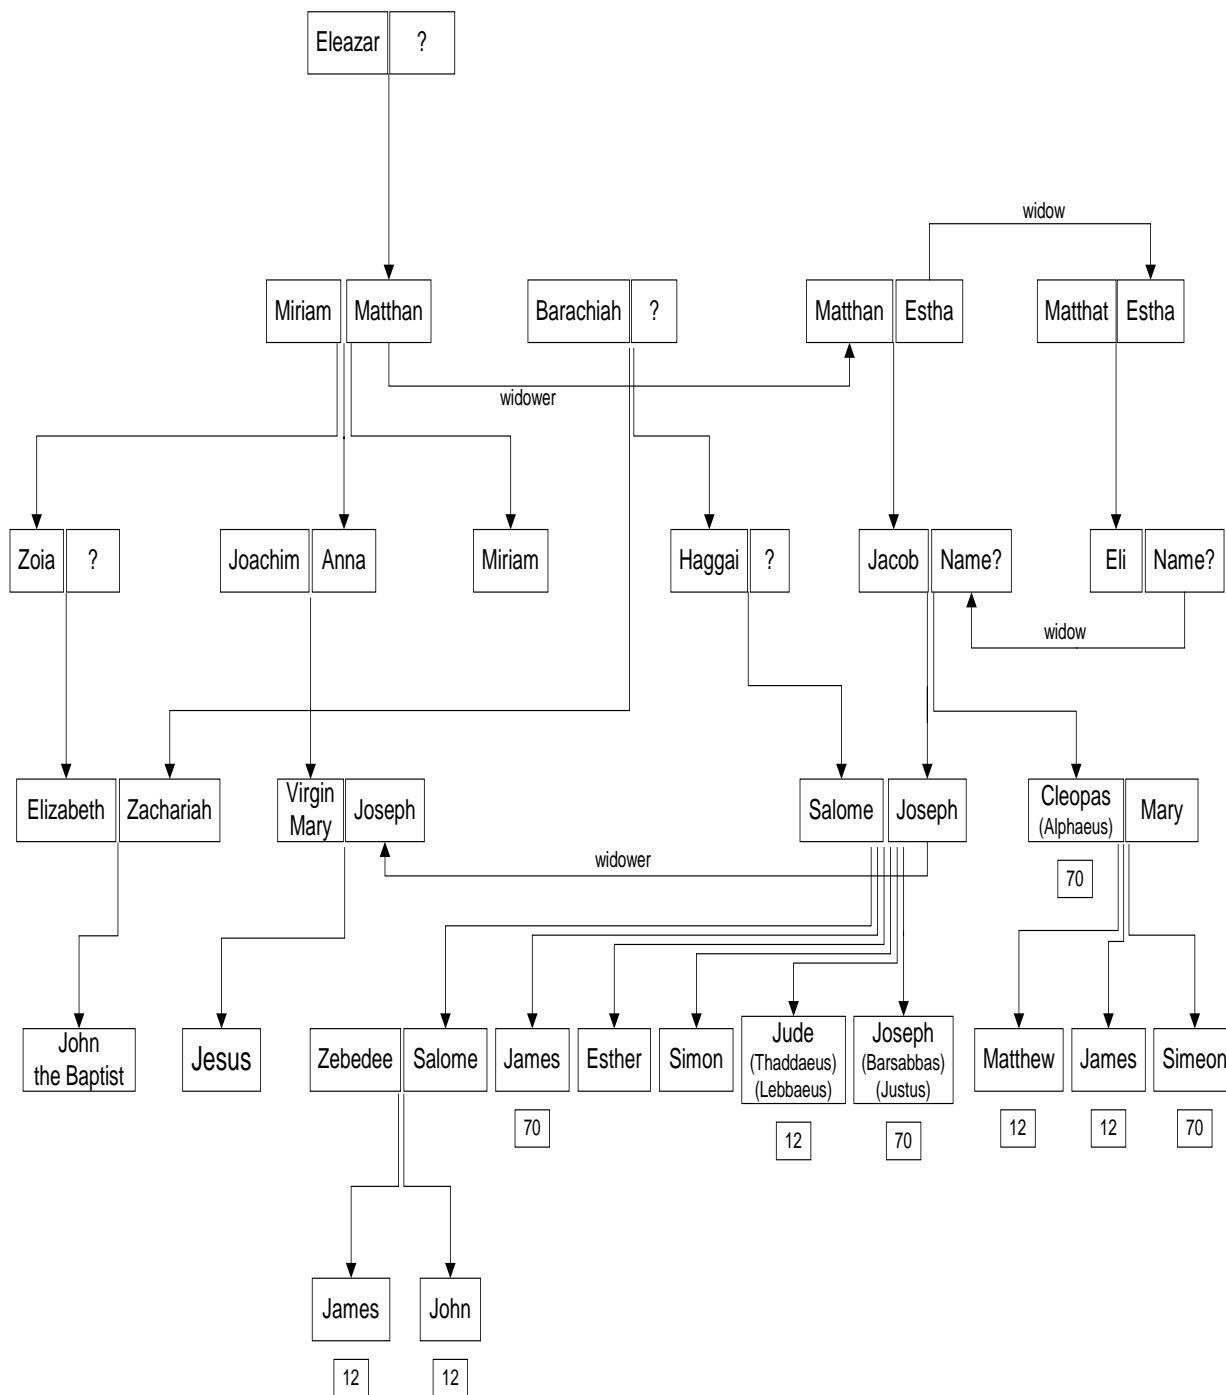 Eleazar ?
widow
Miriam Matthan Barachiah ? Matthan Estha Matthat Estha
widower
Zoia ? Joachim Anna Miriam Haggai ? Jacob Name? Eli Name?
widow
Elizabeth Zachariah Virgin Mary Joseph Salome Joseph Cleopas (Alphaeus) Mary
widower
70
John the Baptist Jesus Zebedee Salome James Esther Simon Jude (Thaddaeus) (Lebbaeus) Joseph (Barsabbas) (Justus) Matthew James Simeon
70 12 70 12 12 70
James John
12 12